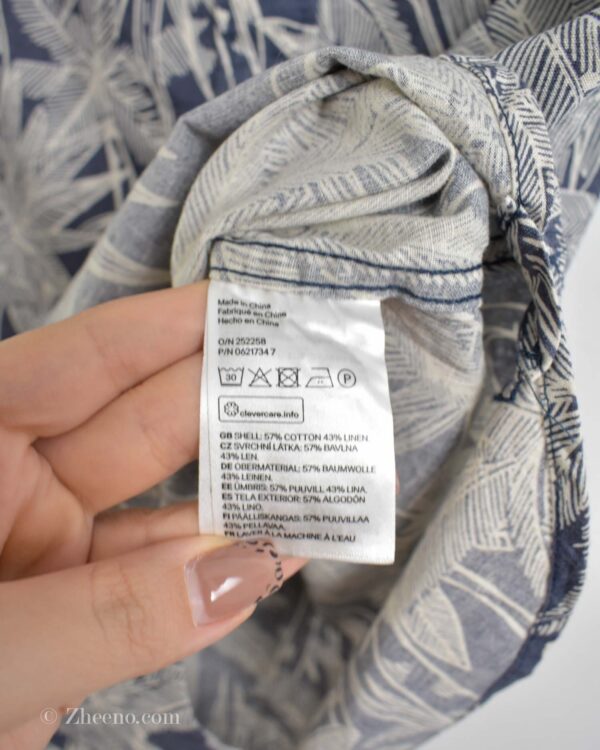 Made in China
Fabriqué en Chine
Hecho en China
O/N 252258
P/N 0621734 7
30 P
clevercare.info
GB SHELL: 57% COTTON 43% LINEN.
CZ SVRCHNÍ LÁTKA: 57% BAVLNA
43% LEN.
DE OBERMATERIAL: 57% BAUMWOLLE
43% LEINEN.
EE ÜMBRIS: 57% PUUVILL 43% LINA.
ES TELA EXTERIOR: 57% ALGODÓN
43% LINO.
FI PÄÄLLISKANGAS: 57% PUUVILLAA
43% PELLAVAA.
FR LAVER À LA MACHINE À L'EAU
© Zheeno.com